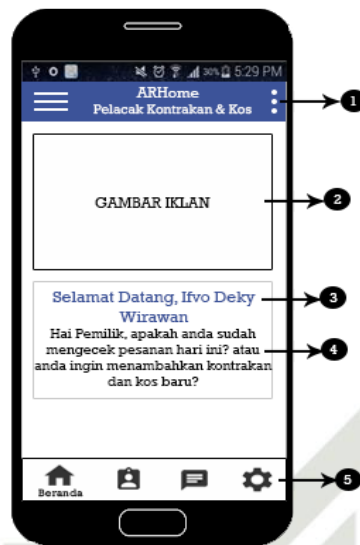 30% 5:29 PM
ARHome
Pelacak Kontrakan & Kos
1
GAMBAR IKLAN
2
Selamat Datang, Ifvo Deky
Wirawan
3
Hai Pemilik, apakah anda sudah
mengecek pesanan hari ini? atau
4
anda ingin menambahkan kontrakan
dan kos baru?
Beranda
5